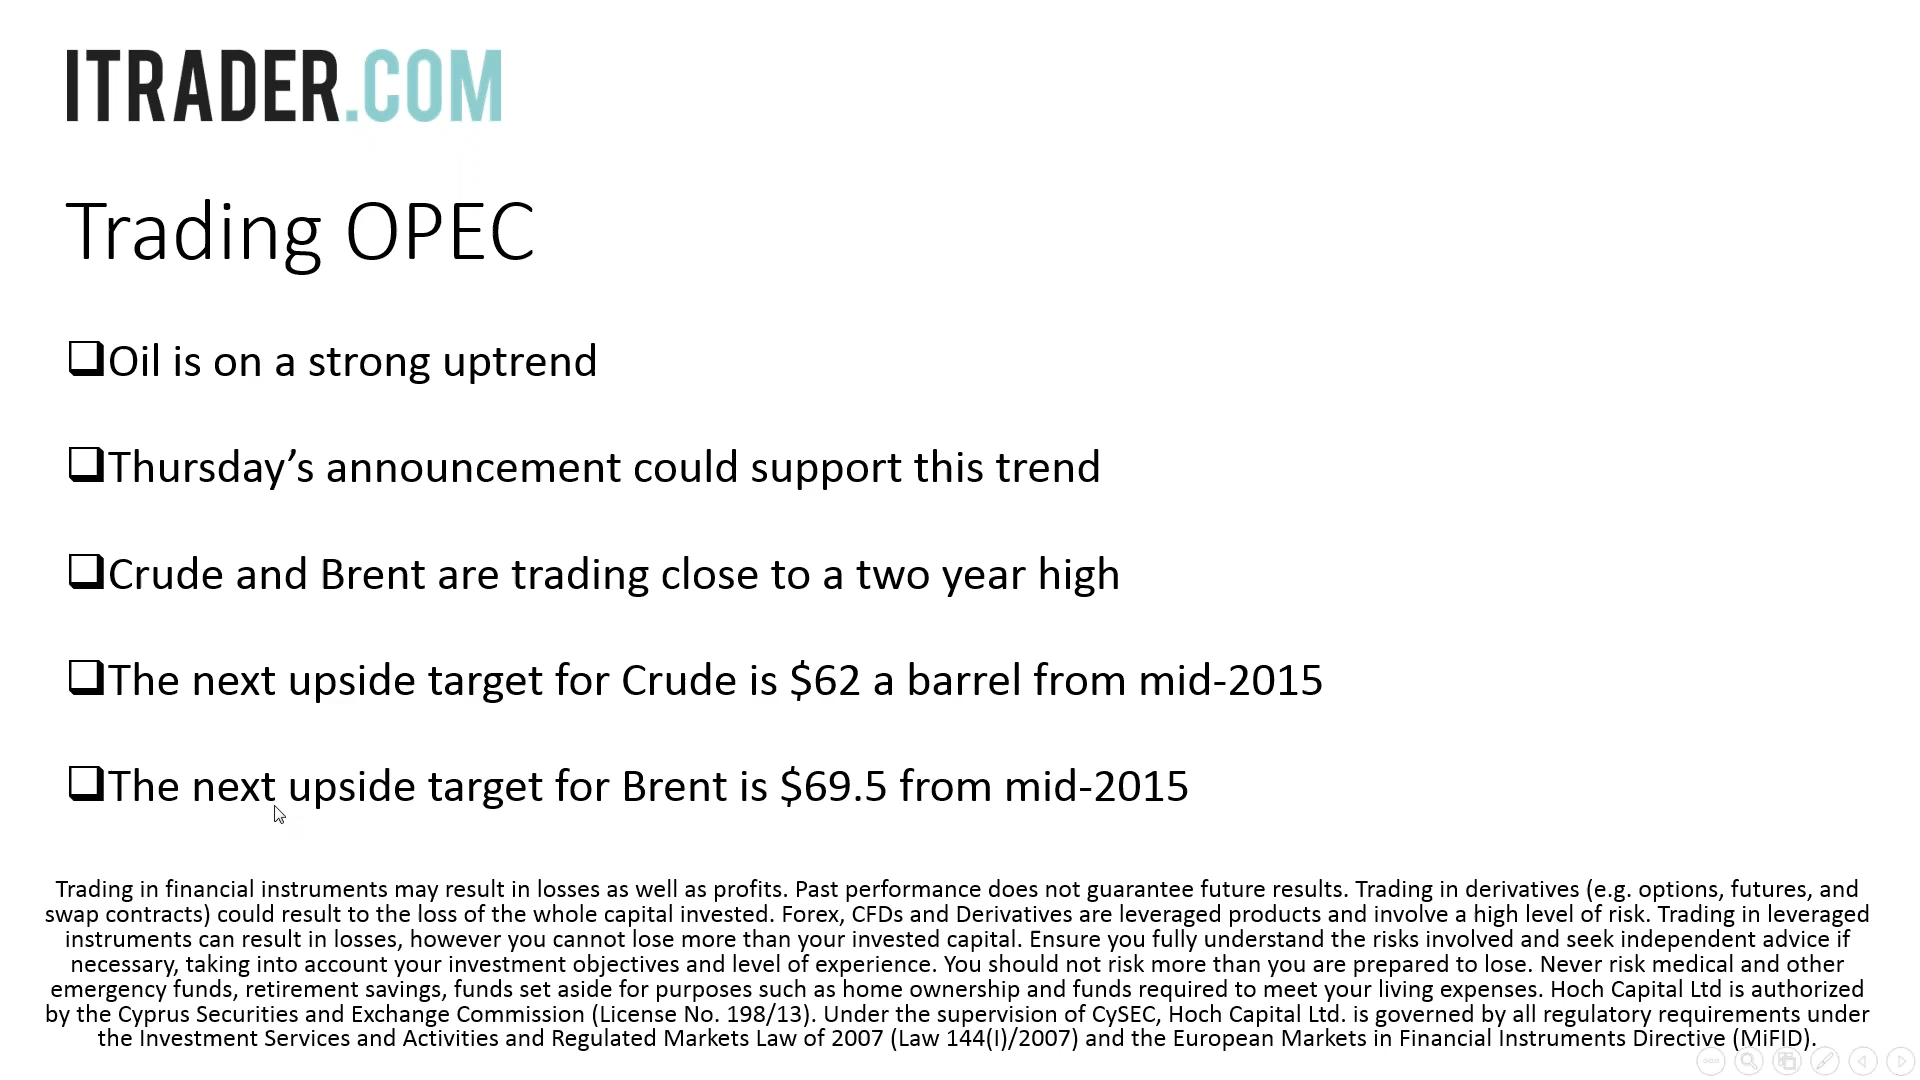 ITRADER.COM
Trading OPEC
❑Oil is on a strong uptrend
❑Thursday’s announcement could support this trend
❑Crude and Brent are trading close to a two year high
❑The next upside target for Crude is $62 a barrel from mid-2015
❑The next upside target for Brent is $69.5 from mid-2015
Trading in financial instruments may result in losses as well as profits. Past performance does not guarantee future results. Trading in derivatives (e.g. options, futures, and
swap contracts) could result to the loss of the whole capital invested. Forex, CFDs and Derivatives are leveraged products and involve a high level of risk. Trading in leveraged
instruments can result in losses, however you cannot lose more than your invested capital. Ensure you fully understand the risks involved and seek independent advice if
necessary, taking into account your investment objectives and level of experience. You should not risk more than you are prepared to lose. Never risk medical and other
emergency funds, retirement savings, funds set aside for purposes such as home ownership and funds required to meet your living expenses. Hoch Capital Ltd is authorized
by the Cyprus Securities and Exchange Commission (License No. 198/13). Under the supervision of CySEC, Hoch Capital Ltd. is governed by all regulatory requirements under
the Investment Services and Activities and Regulated Markets Law of 2007 (Law 144(I)/2007) and the European Markets in Financial Instruments Directive (MiFID).